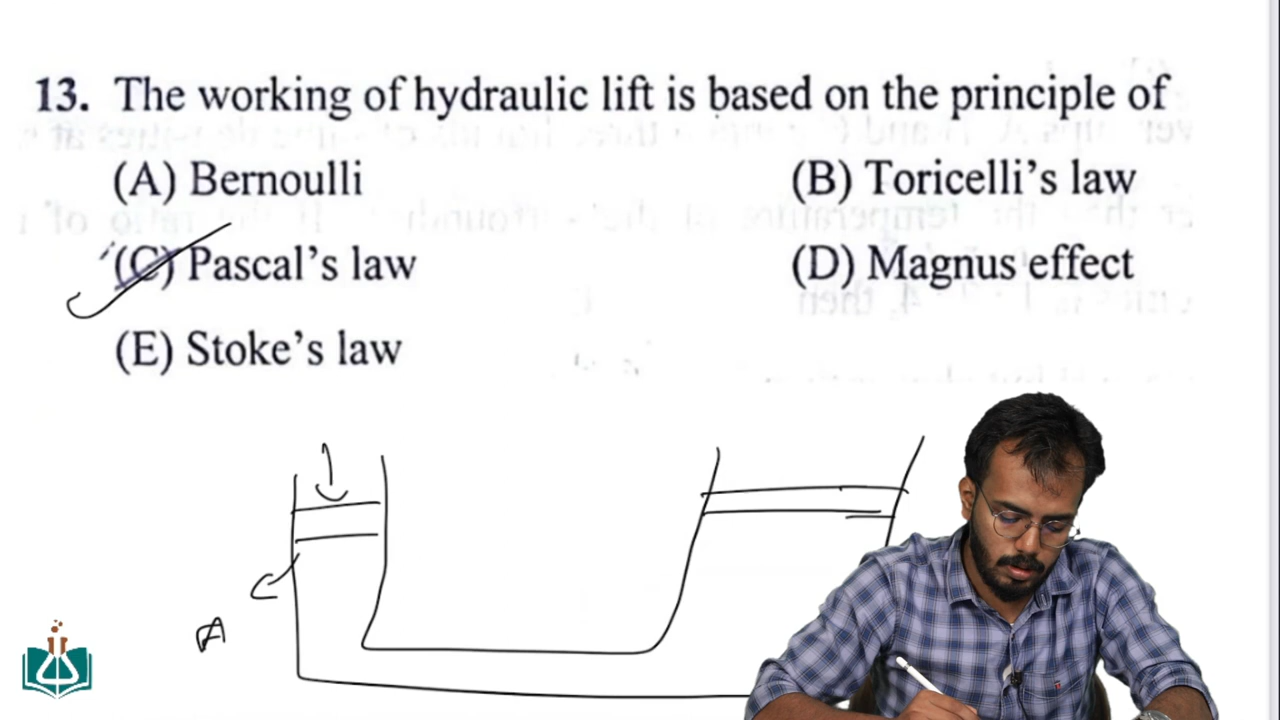 13. The working of hydraulic lift is based on the principle of
(A) Bernoulli
(B) Toricelli's law
(C) Pascal's law
(D) Magnus effect
(E) Stoke's law
A